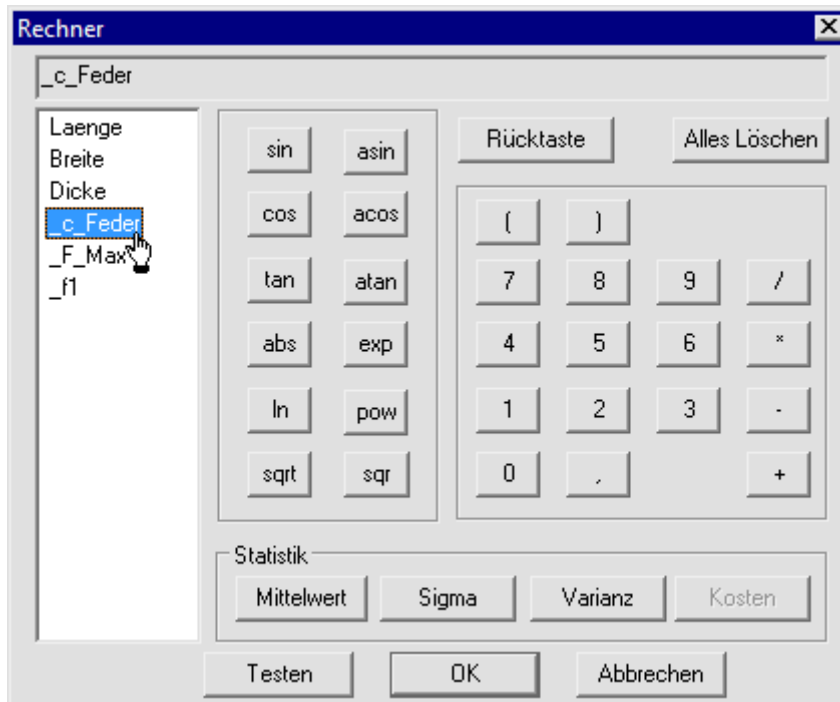 Rechner
_c_Feder
Laenge
Breite
Dicke
_c_Feder
_F_Max
_f1
sin asin
cos acos
tan atan
abs exp
ln pow
sqrt sqr
Rücktaste Alles Löschen
( )
7 8 9 /
4 5 6 *
1 2 3 -
0 , +
Statistik
Mittelwert Sigma Varianz Kosten
Testen OK Abbrechen